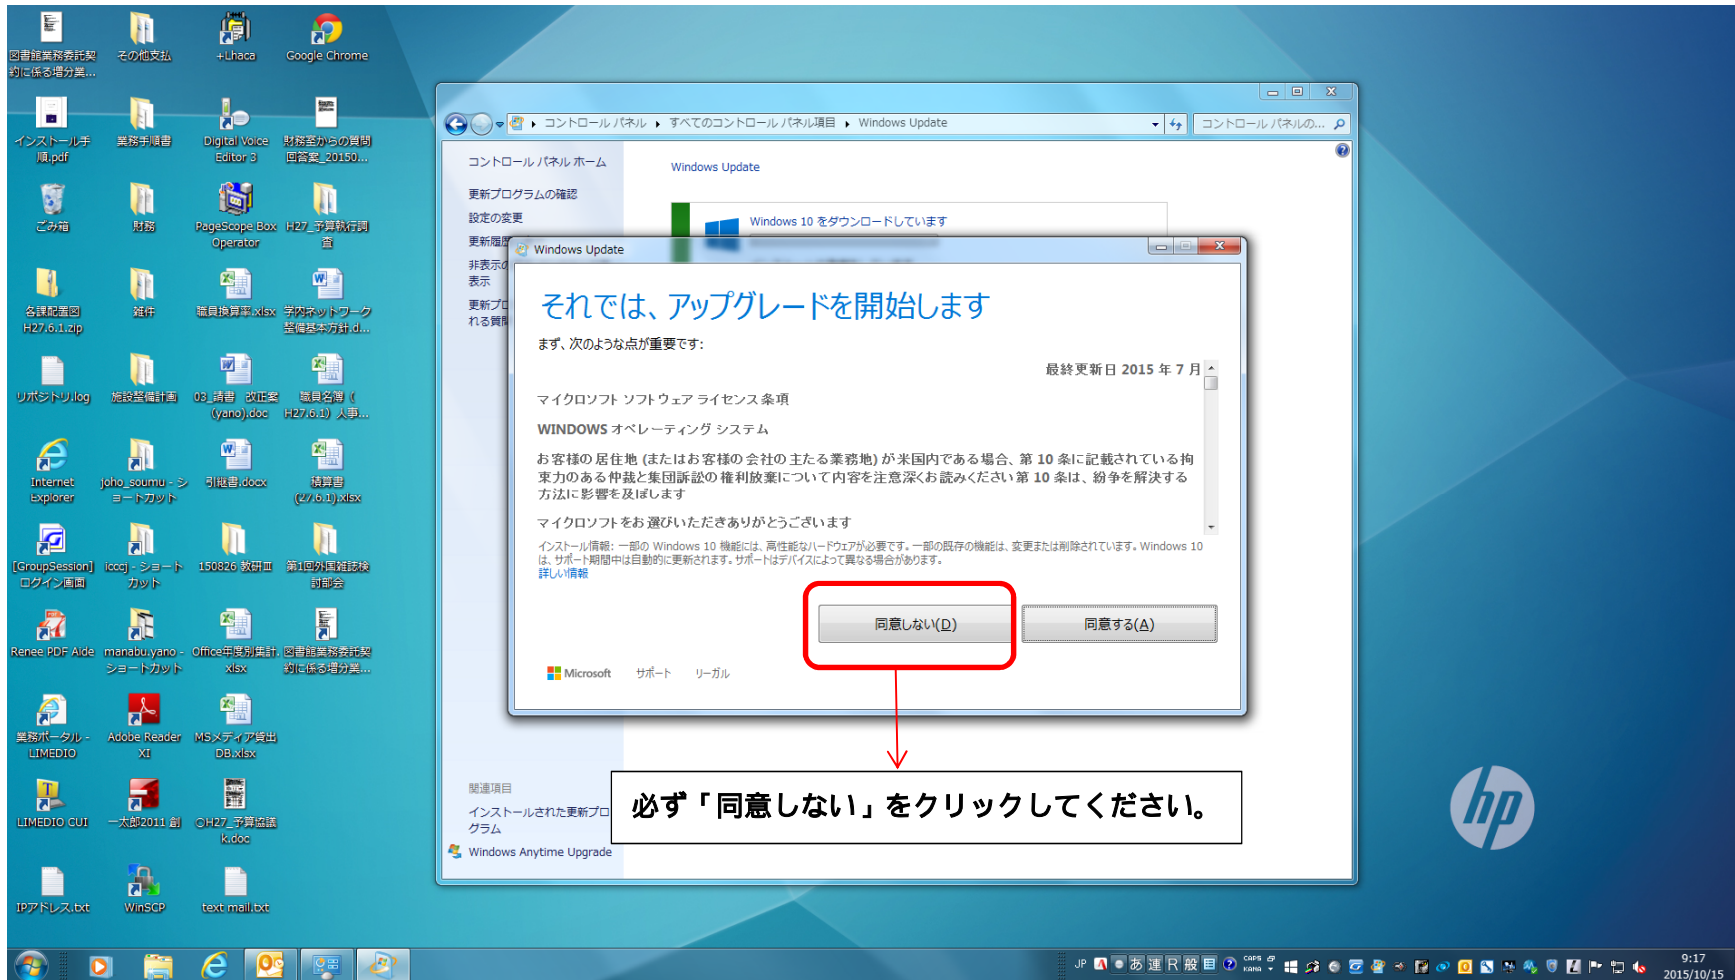 図書館業務委託契
約に係る増分業...
その他支払
+Lhaca
Google Chrome
インストール手
順.pdf
業務手順書
Digital Voice
Editor 3
財務室からの質問
回答案_20150...
ごみ箱
財務
PageScope Box
Operator
H27_予算執行調
査
各課配置図
H27.6.1.zip
雑件
職員換算率.xlsx
学内ネットワーク
整備基本方針.d...
リポジトリ.log
施設整備計画
03_請書 改正案
(yano).doc
職員名簿（
H27.6.1）人事...
Internet
Explorer
joho_soumu - シ
ョートカット
引継書.docx
積算書
(27.6.1).xlsx
[GroupSession]
ログイン画面
icccj - ショート
カット
150826 教研Ⅲ
第1回外国雑誌検
討部会
Renee PDF Aide
manabu.yano -
ショートカット
Office年度別集計.
xlsx
図書館業務委託契
約に係る増分業...
業務ポータル -
LIMEDIO
Adobe Reader
XI
MSメディア貸出
DB.xlsx
LIMEDIO CUI
一太郎2011 創
○H27_予算協議
k.doc
IPアドレス.txt
WinSCP
text mail.txt
コントロール パネル
すべてのコントロール パネル項目
Windows Update
コントロール パネルの...
コントロール パネル ホーム
更新プログラムの確認
設定の変更
更新履歴
非表示の
表示
更新プロ
れる質問
Windows Update
Windows 10 をダウンロードしています
Windows Update
それでは、アップグレードを開始します
まず、次のような点が重要です:
最終更新日 2015 年 7 月
マイクロソフト ソフトウェア ライセンス条項
WINDOWS オペレーティング システム
お客様の居住地 (またはお客様の会社の主たる業務地) が米国内である場合、第 10 条に記載されている拘
束力のある仲裁と集団訴訟の権利放棄について内容を注意深くお読みください 第 10 条は、紛争を解決する
方法に影響を及ぼします
マイクロソフトをお選びいただきありがとうございます
インストール情報: 一部の Windows 10 機能には、高性能なハードウェアが必要です。一部の既存の機能は、変更または削除されています。Windows 10
は、サポート期間中は自動的に更新されます。サポートはデバイスによって異なる場合があります。
詳しい情報
同意しない(D)
同意する(A)
Microsoft
サポート
リーガル
必ず「同意しない」をクリックしてください。
関連項目
インストールされた更新プロ
グラム
Windows Anytime Upgrade
hp
JP
あ 連 R 般
CAPS
KANA
9:17
2015/10/15